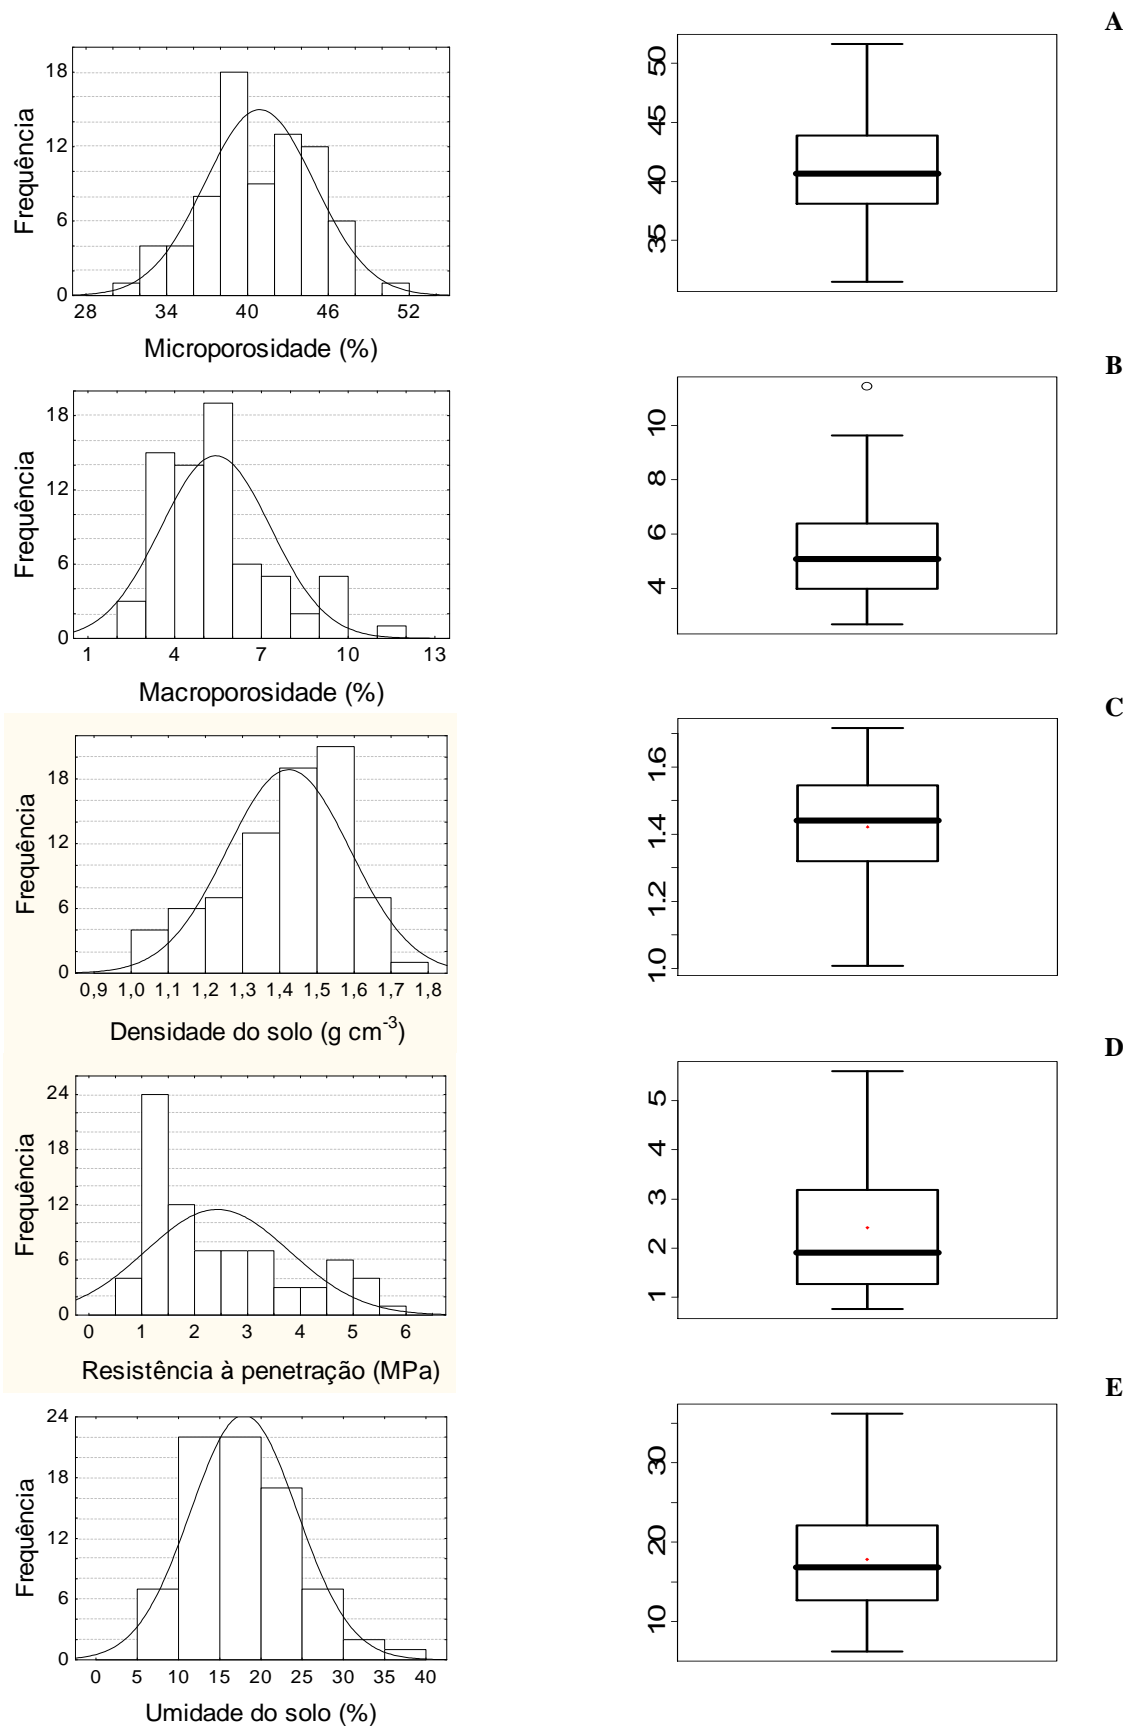 A
Frequência
18
12
6
0
28 34 40 46 52
Microporosidade (%)
50
45
40
35
B
Frequência
18
12
6
0
1 4 7 10 13
Macroporosidade (%)
10
8
6
4
C
Frequência
18
12
6
0
0,9 1,0 1,1 1,2 1,3 1,4 1,5 1,6 1,7 1,8
Densidade do solo (g cm-3)
1.6
1.4
1.2
1.0
D
Frequência
24
18
12
6
0
0 1 2 3 4 5 6
Resistência à penetração (MPa)
5
4
3
2
1
E
Frequência
24
18
12
6
0
0 5 10 15 20 25 30 35 40
Umidade do solo (%)
30
20
10